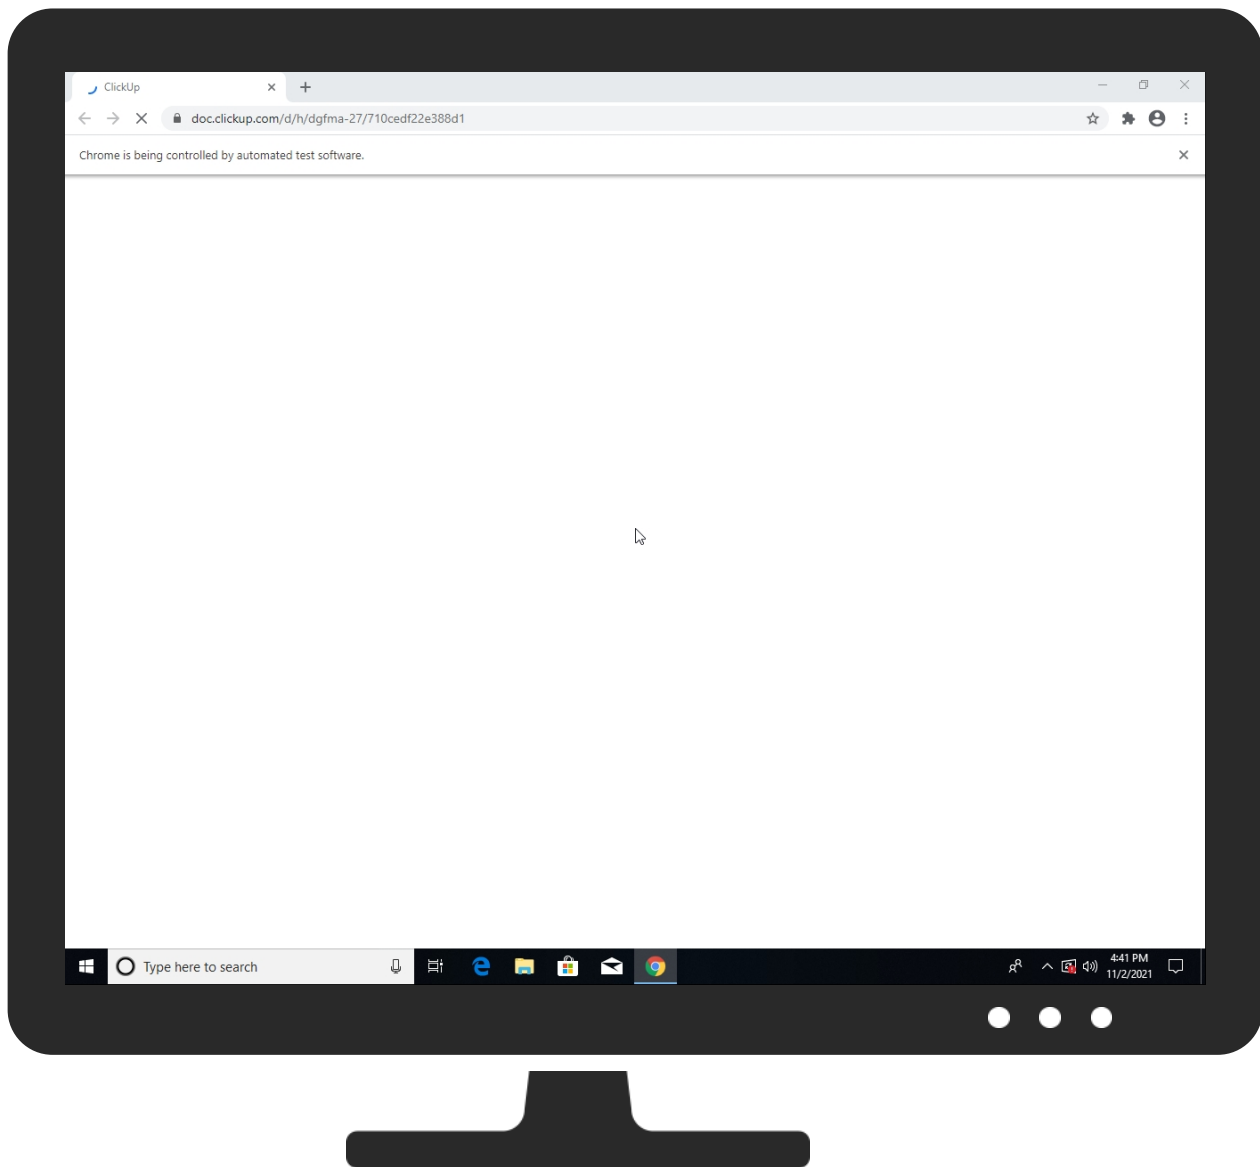 ClickUp
doc.clickup.com/d/h/dgfma-27/710cedf22e388d1
Chrome is being controlled by automated test software.
Type here to search
4:41 PM
11/2/2021